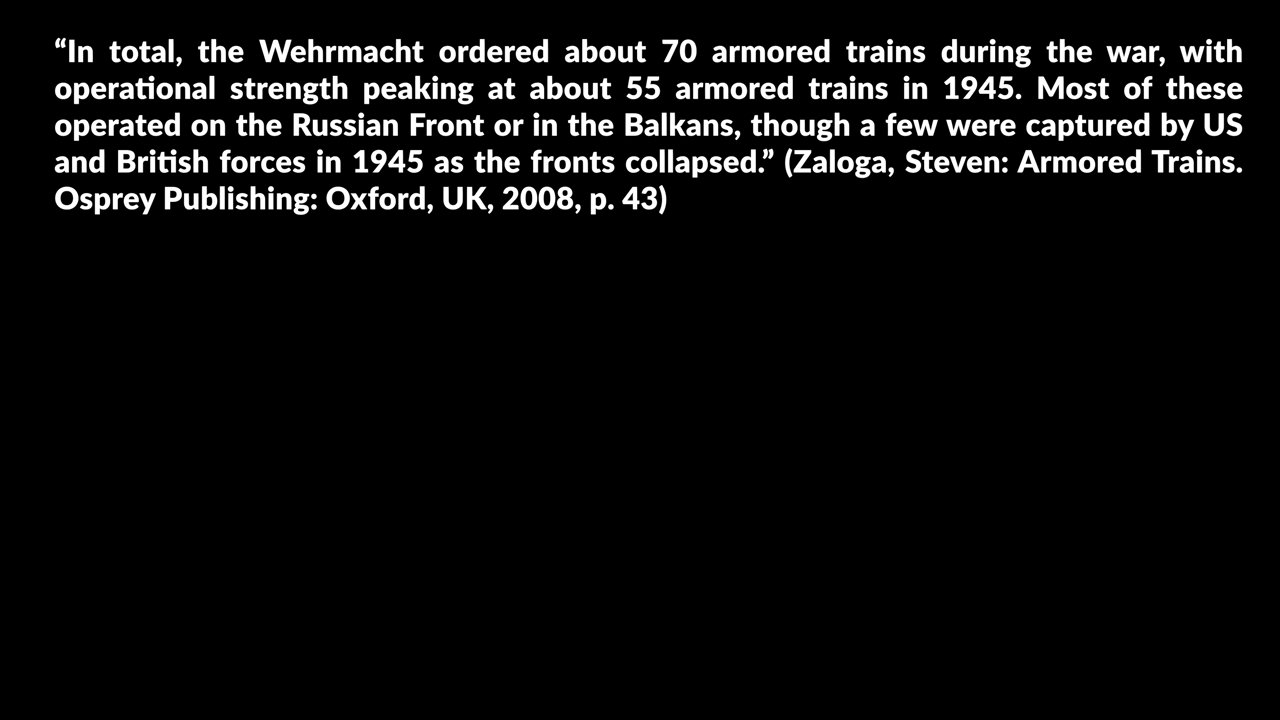 “In total, the Wehrmacht ordered about 70 armored trains during the war, with
operational strength peaking at about 55 armored trains in 1945. Most of these
operated on the Russian Front or in the Balkans, though a few were captured by US
and British forces in 1945 as the fronts collapsed.” (Zaloga, Steven: Armored Trains.
Osprey Publishing: Oxford, UK, 2008, p. 43)